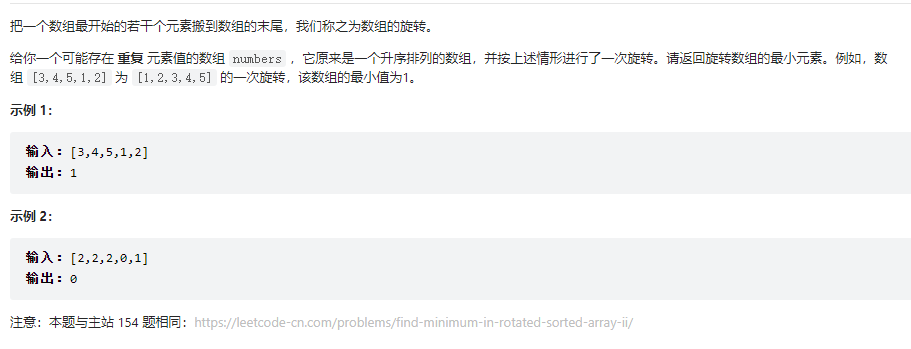 把一个数组最开始的若干个元素搬到数组的末尾，我们称之为数组的旋转。
给你一个可能存在 重复 元素值的数组 numbers ，它原来是一个升序排列的数组，并按上述情形进行了一次旋转。请返回旋转数组的最小元素。例如，数
组 [3,4,5,1,2] 为 [1,2,3,4,5] 的一次旋转，该数组的最小值为1。
示例 1：
输入：[3,4,5,1,2]
输出：1
示例 2：
输入：[2,2,2,0,1]
输出：0
注意：本题与主站 154 题相同：https://leetcode-cn.com/problems/find-minimum-in-rotated-sorted-array-ii/